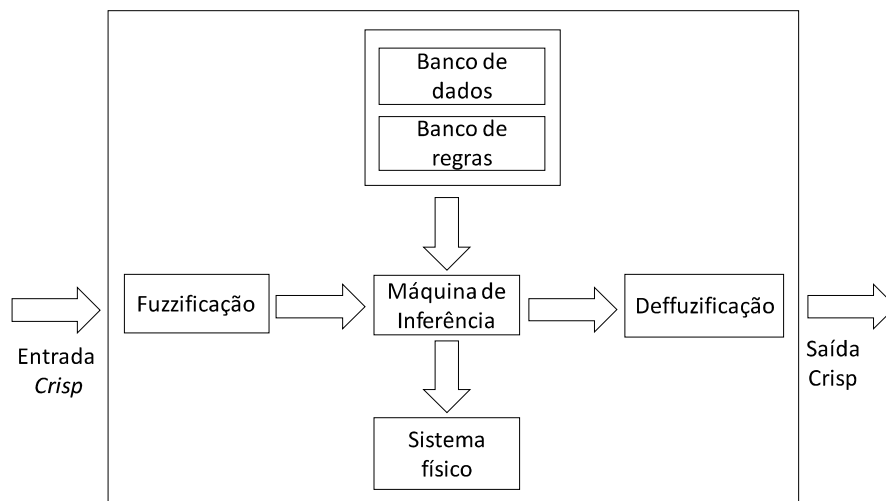 Banco de
dados
Banco de
regras
Fuzzificação
Máquina de
Inferência
Deffuzificação
Entrada
Crisp
Saída
Crisp
Sistema
físico